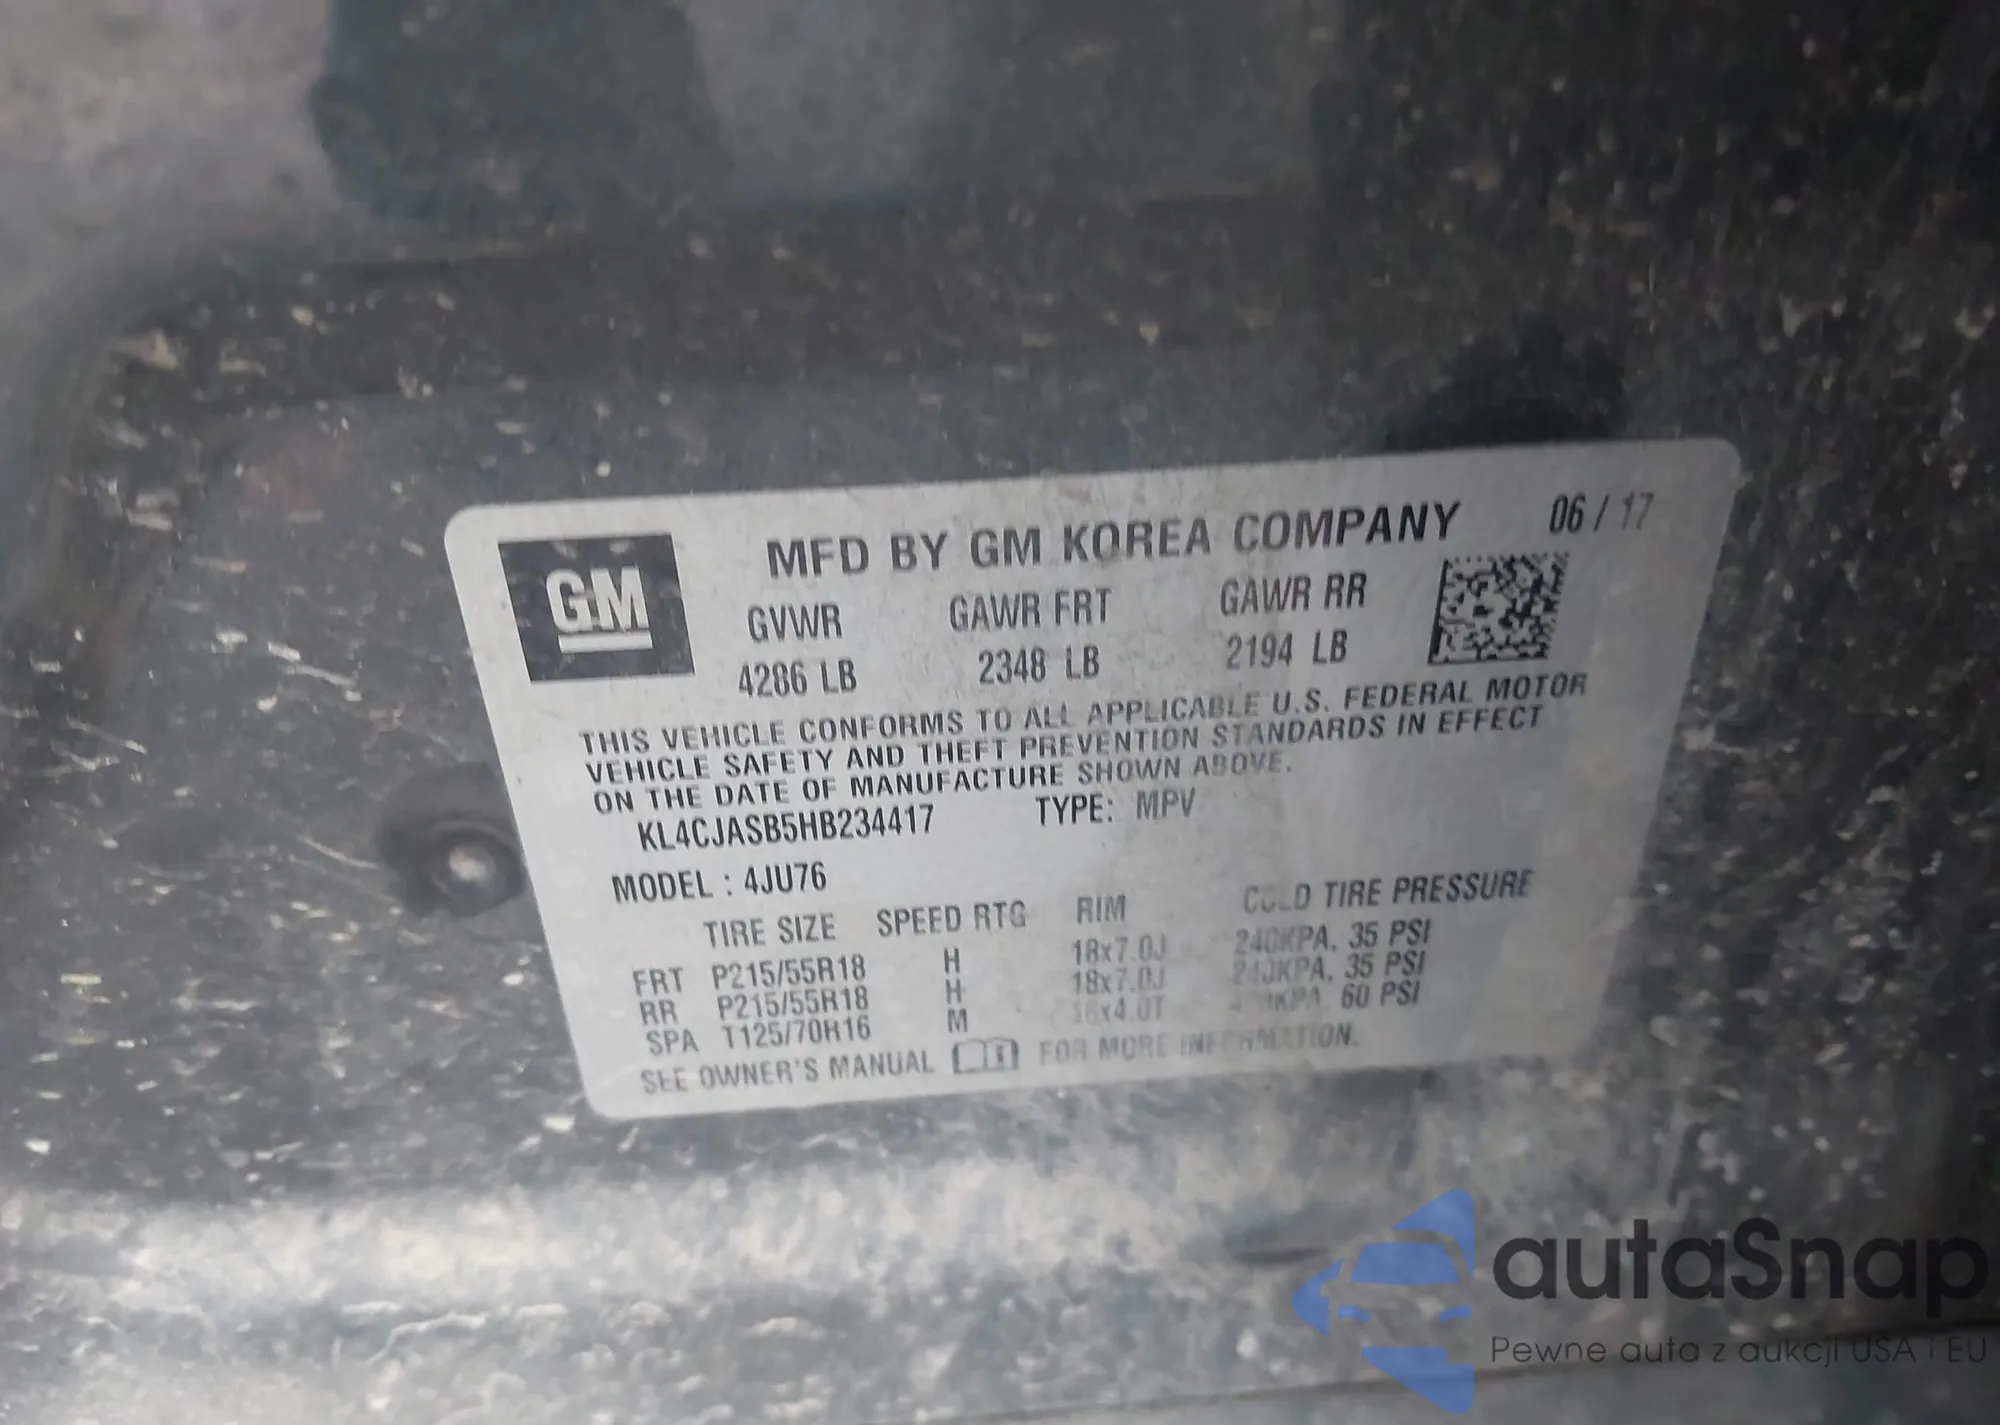 MFD BY GM KOREA COMPANY 06 / 17
GM
GVWR GAWR FRT GAWR RR
4286 LB 2348 LB 2194 LB
THIS VEHICLE CONFORMS TO ALL APPLICABLE U.S. FEDERAL MOTOR
VEHICLE SAFETY AND THEFT PREVENTION STANDARDS IN EFFECT
ON THE DATE OF MANUFACTURE SHOWN ABOVE.
KL4CJASB5HB234417 TYPE: MPV
MODEL : 4JU76
TIRE SIZE SPEED RTG RIM COLD TIRE PRESSURE
FRT P215/55R18 H 18x7.0J 240KPA, 35 PSI
RR P215/55R18 H 18x7.0J 240KPA, 35 PSI
SPA T125/70R16 M 16x4.0T 60 PSI
SEE OWNER'S MANUAL FOR MORE INFORMATION.
autaSnap
Pewne auta z aukcji USA i EU